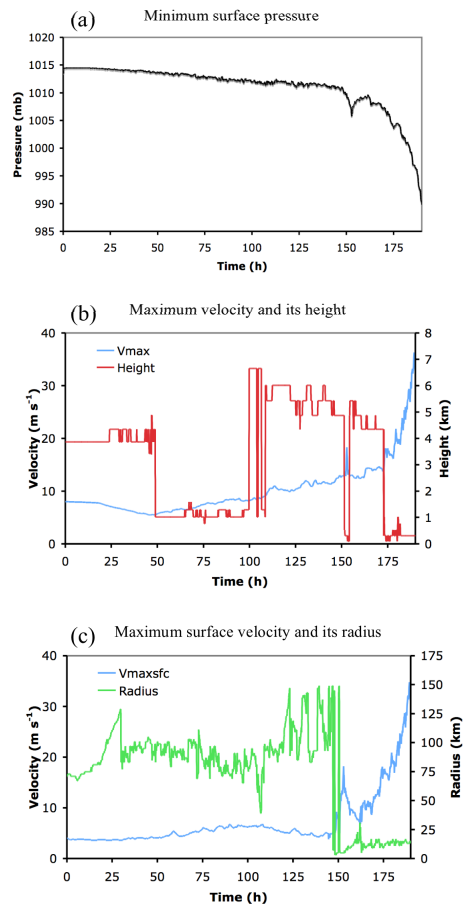 (a) Minimum surface pressure
1020
1015
1010
1005
1000
995
990
985
Pressure (mb)
0 25 50 75 100 125 150 175
Time (h)
(b) Maximum velocity and its height
40
30
20
10
0
Velocity (m s-1)
Vmax
Height
8
7
6
5
4
3
2
1
0
Height (km)
0 25 50 75 100 125 150 175
Time (h)
(c) Maximum surface velocity and its radius
40
30
20
10
0
Velocity (m s-1)
Vmaxsfc
Radius
175
150
125
100
75
50
25
0
Radius (km)
0 25 50 75 100 125 150 175
Time (h)